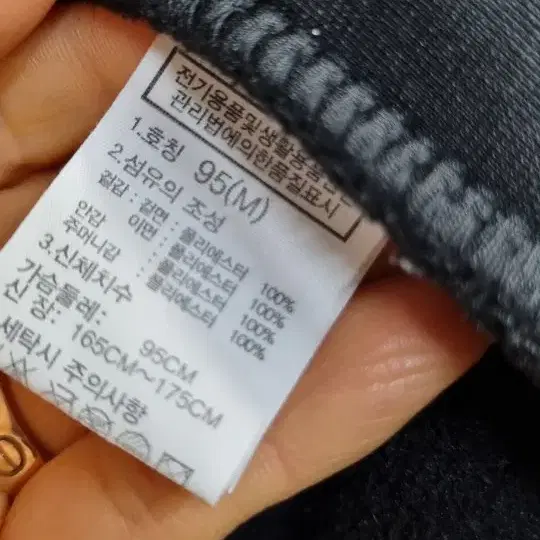 전기용품및생활용품안전
관리법에의한품질표시
1.호칭 95(M)
2.섬유의 조성
겉감 : 겉면 : 폴리에스터 100%
이면 : 폴리에스터 100%
안감 : 폴리에스터 100%
주머니감 : 폴리에스터 100%
3.신체치수
가슴둘레: 95CM
신 장: 165CM~175CM
세탁시 주의사항